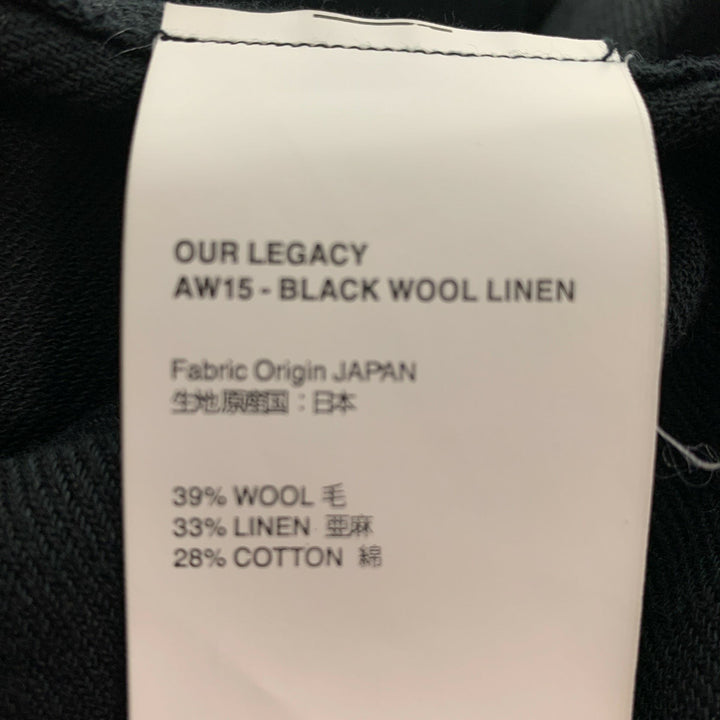 OUR LEGACY
AW15 - BLACK WOOL LINEN
Fabric Origin JAPAN
生地原産国：日本
39% WOOL 毛
33% LINEN 亜麻
28% COTTON 綿